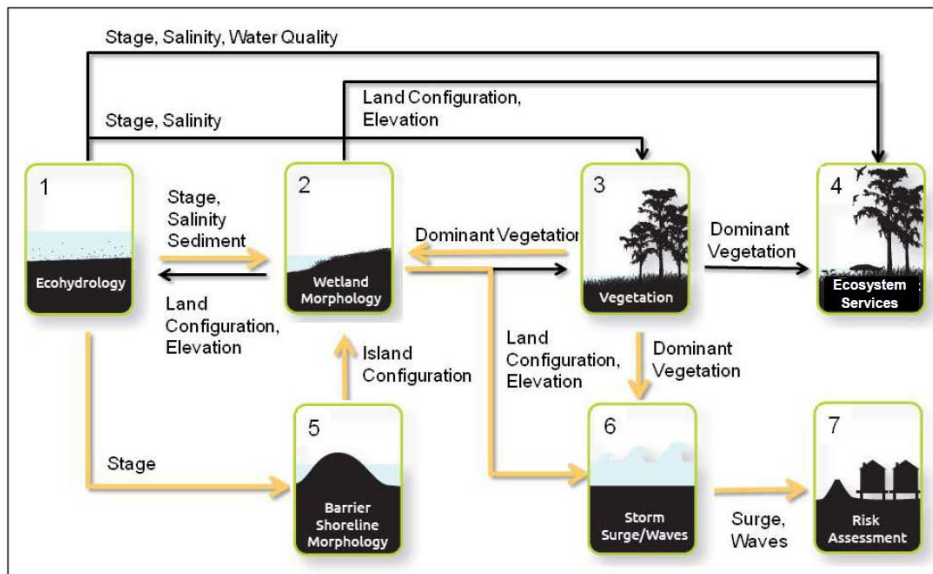 Stage, Salinity, Water Quality
Land Configuration,
Elevation
Stage, Salinity
1
Ecohydrology
Stage,
Salinity
Sediment
2
Wetland
Morphology
Dominant Vegetation
3
Vegetation
Dominant
Vegetation
4
Ecosystem
Services
Land
Configuration,
Elevation
Island
Configuration
Land
Configuration,
Elevation
Dominant
Vegetation
Stage
5
Barrier
Shoreline
Morphology
6
Storm
Surge/Waves
Surge,
Waves
7
Risk
Assessment